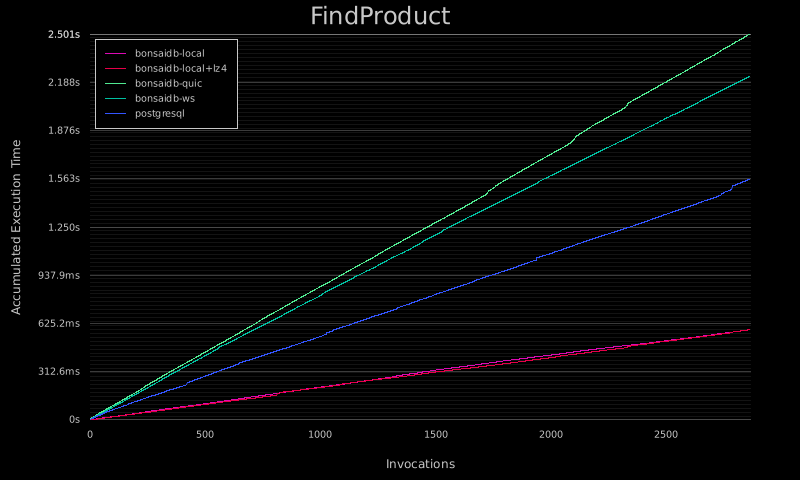 FindProduct
2.501s
2.188s
1.876s
1.563s
1.250s
937.9ms
625.2ms
312.6ms
0s
bonsaidb-local
bonsaidb-local+lz4
bonsaidb-quic
bonsaidb-ws
postgresql
Accumulated Execution Time
0
500
1000
1500
2000
2500
Invocations